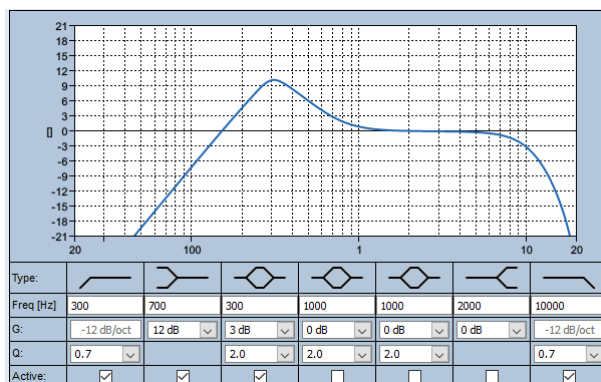 21
18
15
12
9
6
3
[] 0
-3
-6
-9
-12
-15
-18
-21
20 100 1 10 20
Type:
Freq [Hz] 300 700 300 1000 1000 2000 10000
G: -12 dB/oct 12 dB 3 dB 0 dB 0 dB 0 dB -12 dB/oct
Q: 0.7 2.0 2.0 2.0 0.7
Active: